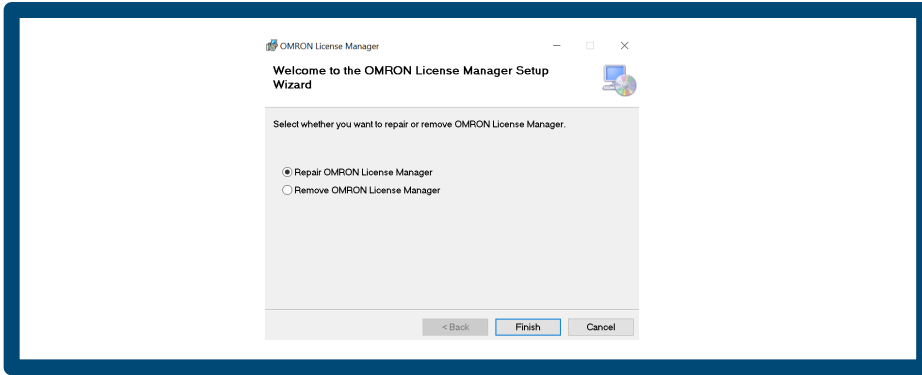 OMRON License Manager
Welcome to the OMRON License Manager Setup
Wizard
Select whether you want to repair or remove OMRON License Manager.
Repair OMRON License Manager
Remove OMRON License Manager
< Back
Finish
Cancel